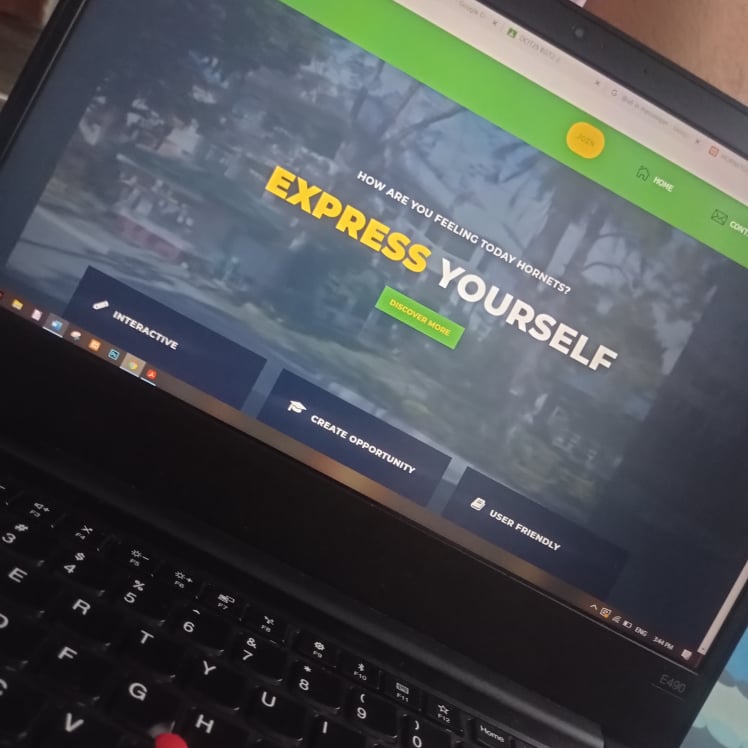 JOIN
HOME
HOW ARE YOU FEELING TODAY HORNETS?
EXPRESS YOURSELF
DISCOVER MORE
INTERACTIVE
CREATE OPPORTUNITY
USER FRIENDLY
ENG
3:44 PM
E490
F3
F4
F5
F6
F7
F8
F9
F10
F11
F12
Home
#
3
$
4
%
5
^
6
&
7
*
8
(
9
)
0
E
R
T
Y
U
I
F
G
H
V